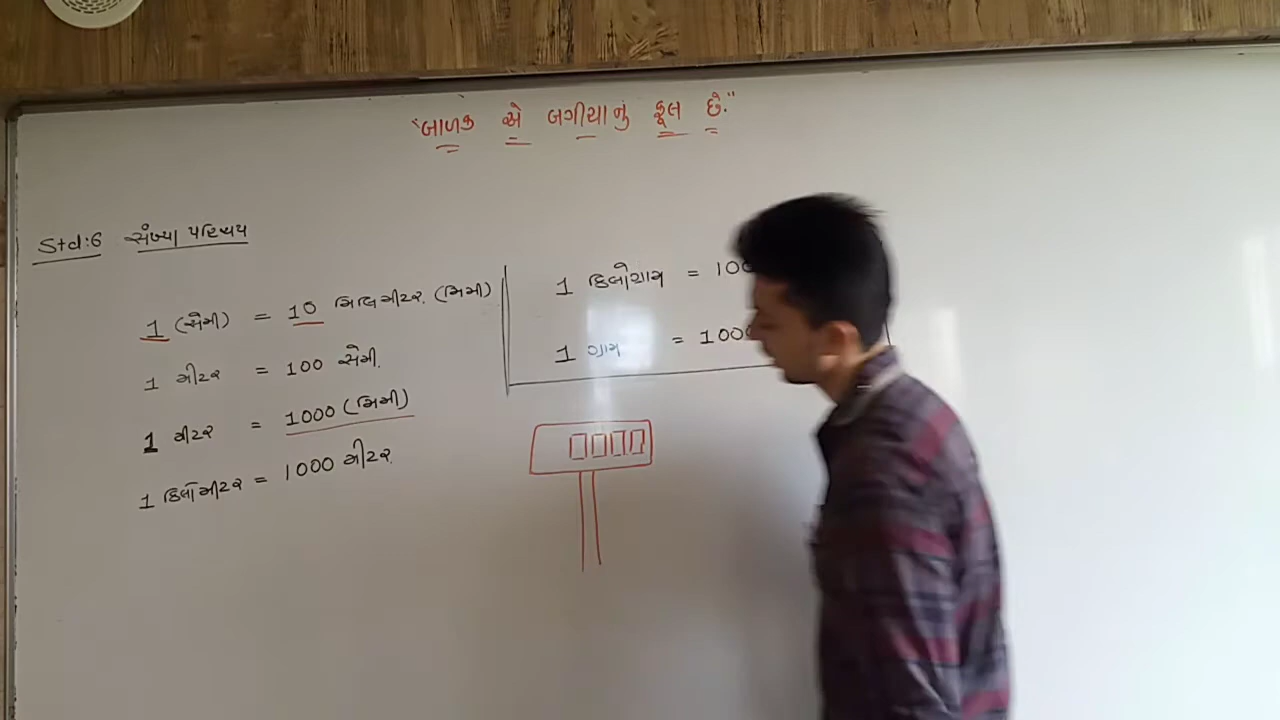 "બાળક એ બગીચાનું ફૂલ છે."
Std:6 સંખ્યા પરિચય
1 (સેમી) = 10 મિલિમીટર. (મિમી)
1 મીટર = 100 સેમી.
1 મીટર = 1000 (મિમી)
1 કિલોમીટર = 1000 મીટર.
1 કિલોગ્રામ = 100
1 ગ્રામ = 1000